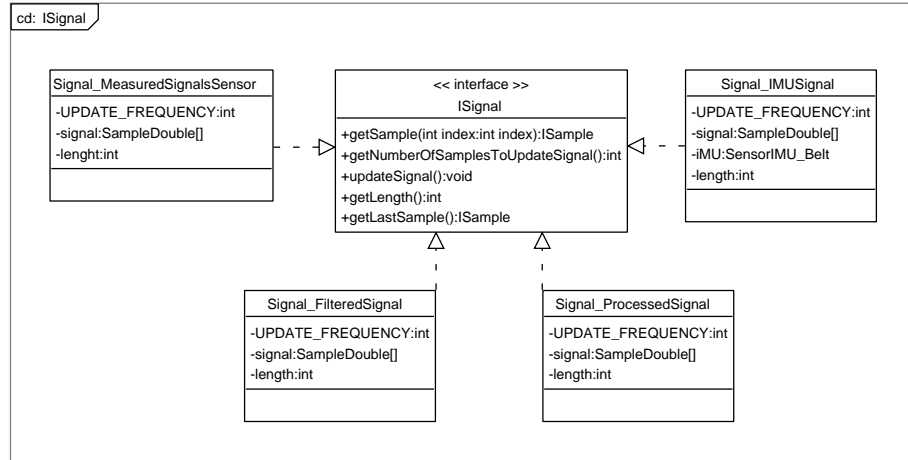 cd: ISignal
Signal_MeasuredSignalsSensor
-UPDATE_FREQUENCY:int
-signal:SampleDouble[]
-lenght:int
<< interface >>
ISignal
+getSample(int index:int index):ISample
+getNumberOfSamplesToUpdateSignal():int
+updateSignal():void
+getLength():int
+getLastSample():ISample
Signal_IMUSignal
-UPDATE_FREQUENCY:int
-signal:SampleDouble[]
-iMU:SensorIMU_Belt
-length:int
Signal_FilteredSignal
-UPDATE_FREQUENCY:int
-signal:SampleDouble[]
-length:int
Signal_ProcessedSignal
-UPDATE_FREQUENCY:int
-signal:SampleDouble[]
-length:int